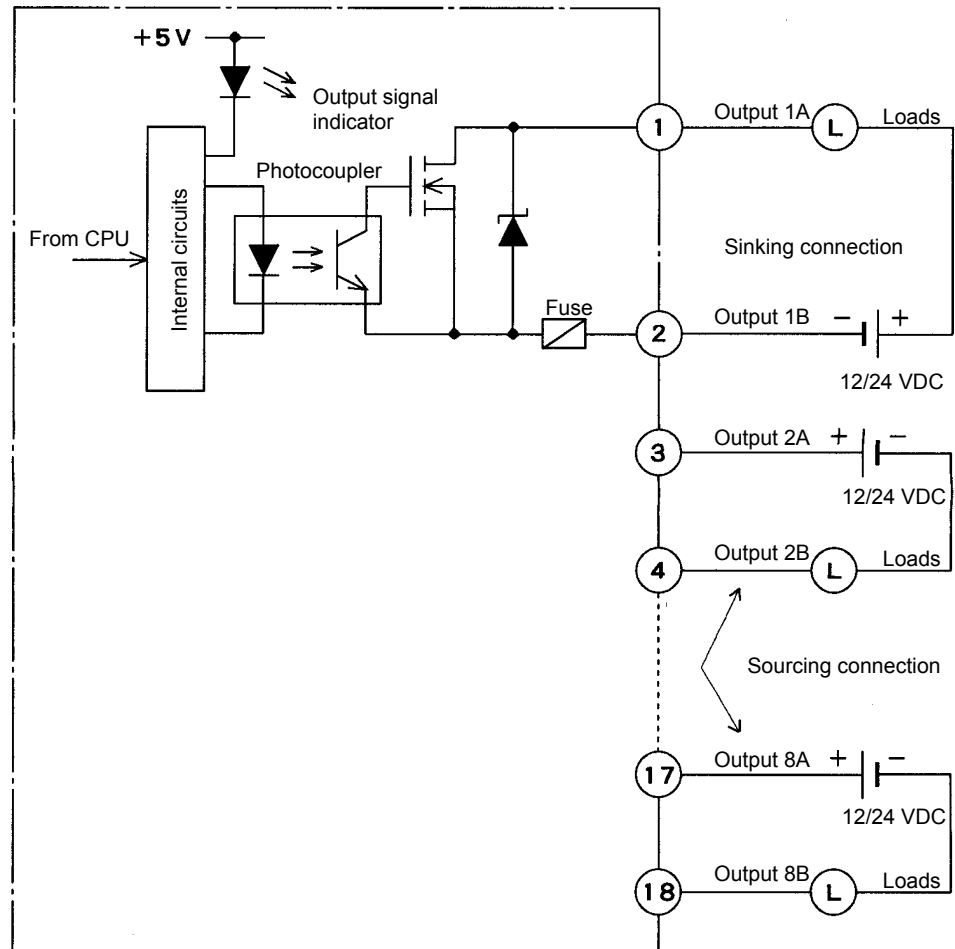 +5V
Output signal
indicator
Photocoupler
From CPU
Internal circuits
Fuse
1
Output 1A
L
Loads
Sinking connection
2
Output 1B
− +
12/24 VDC
3
Output 2A
+ −
12/24 VDC
4
Output 2B
L
Loads
Sourcing connection
17
Output 8A
+ −
12/24 VDC
18
Output 8B
L
Loads